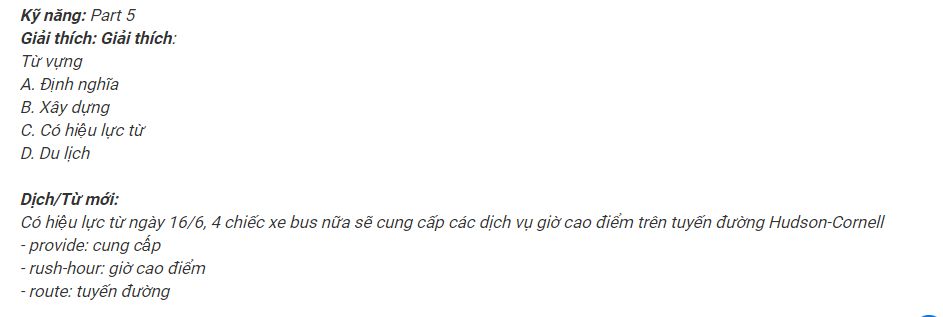 Kỹ năng: Part 5
Giải thích: Giải thích:
Từ vựng
A. Định nghĩa
B. Xây dựng
C. Có hiệu lực từ
D. Du lịch
Dịch/Từ mới:
Có hiệu lực từ ngày 16/6, 4 chiếc xe bus nữa sẽ cung cấp các dịch vụ giờ cao điểm trên tuyến đường Hudson-Cornell
- provide: cung cấp
- rush-hour: giờ cao điểm
- route: tuyến đường